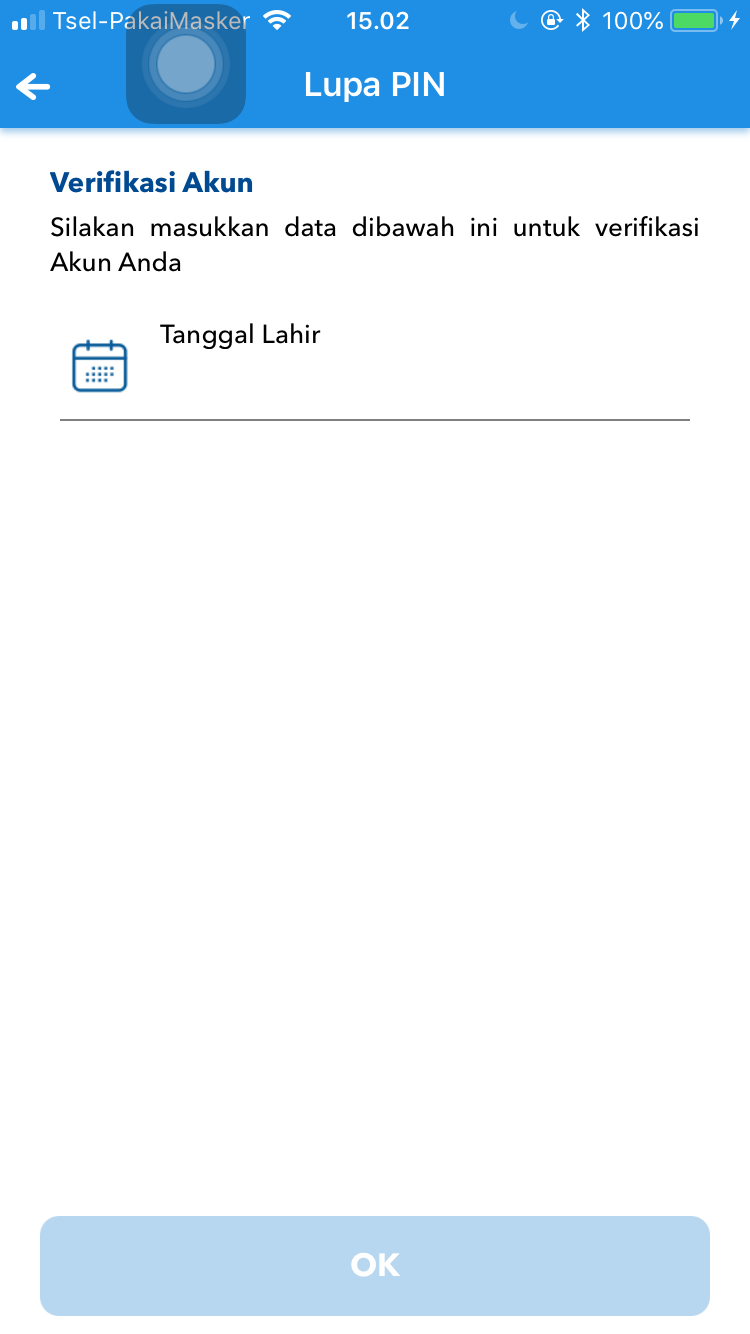 Tsel-PakaiMasker 15.02 100%
Lupa PIN
Verifikasi Akun
Silakan masukkan data dibawah ini untuk verifikasi
Akun Anda
Tanggal Lahir
OK